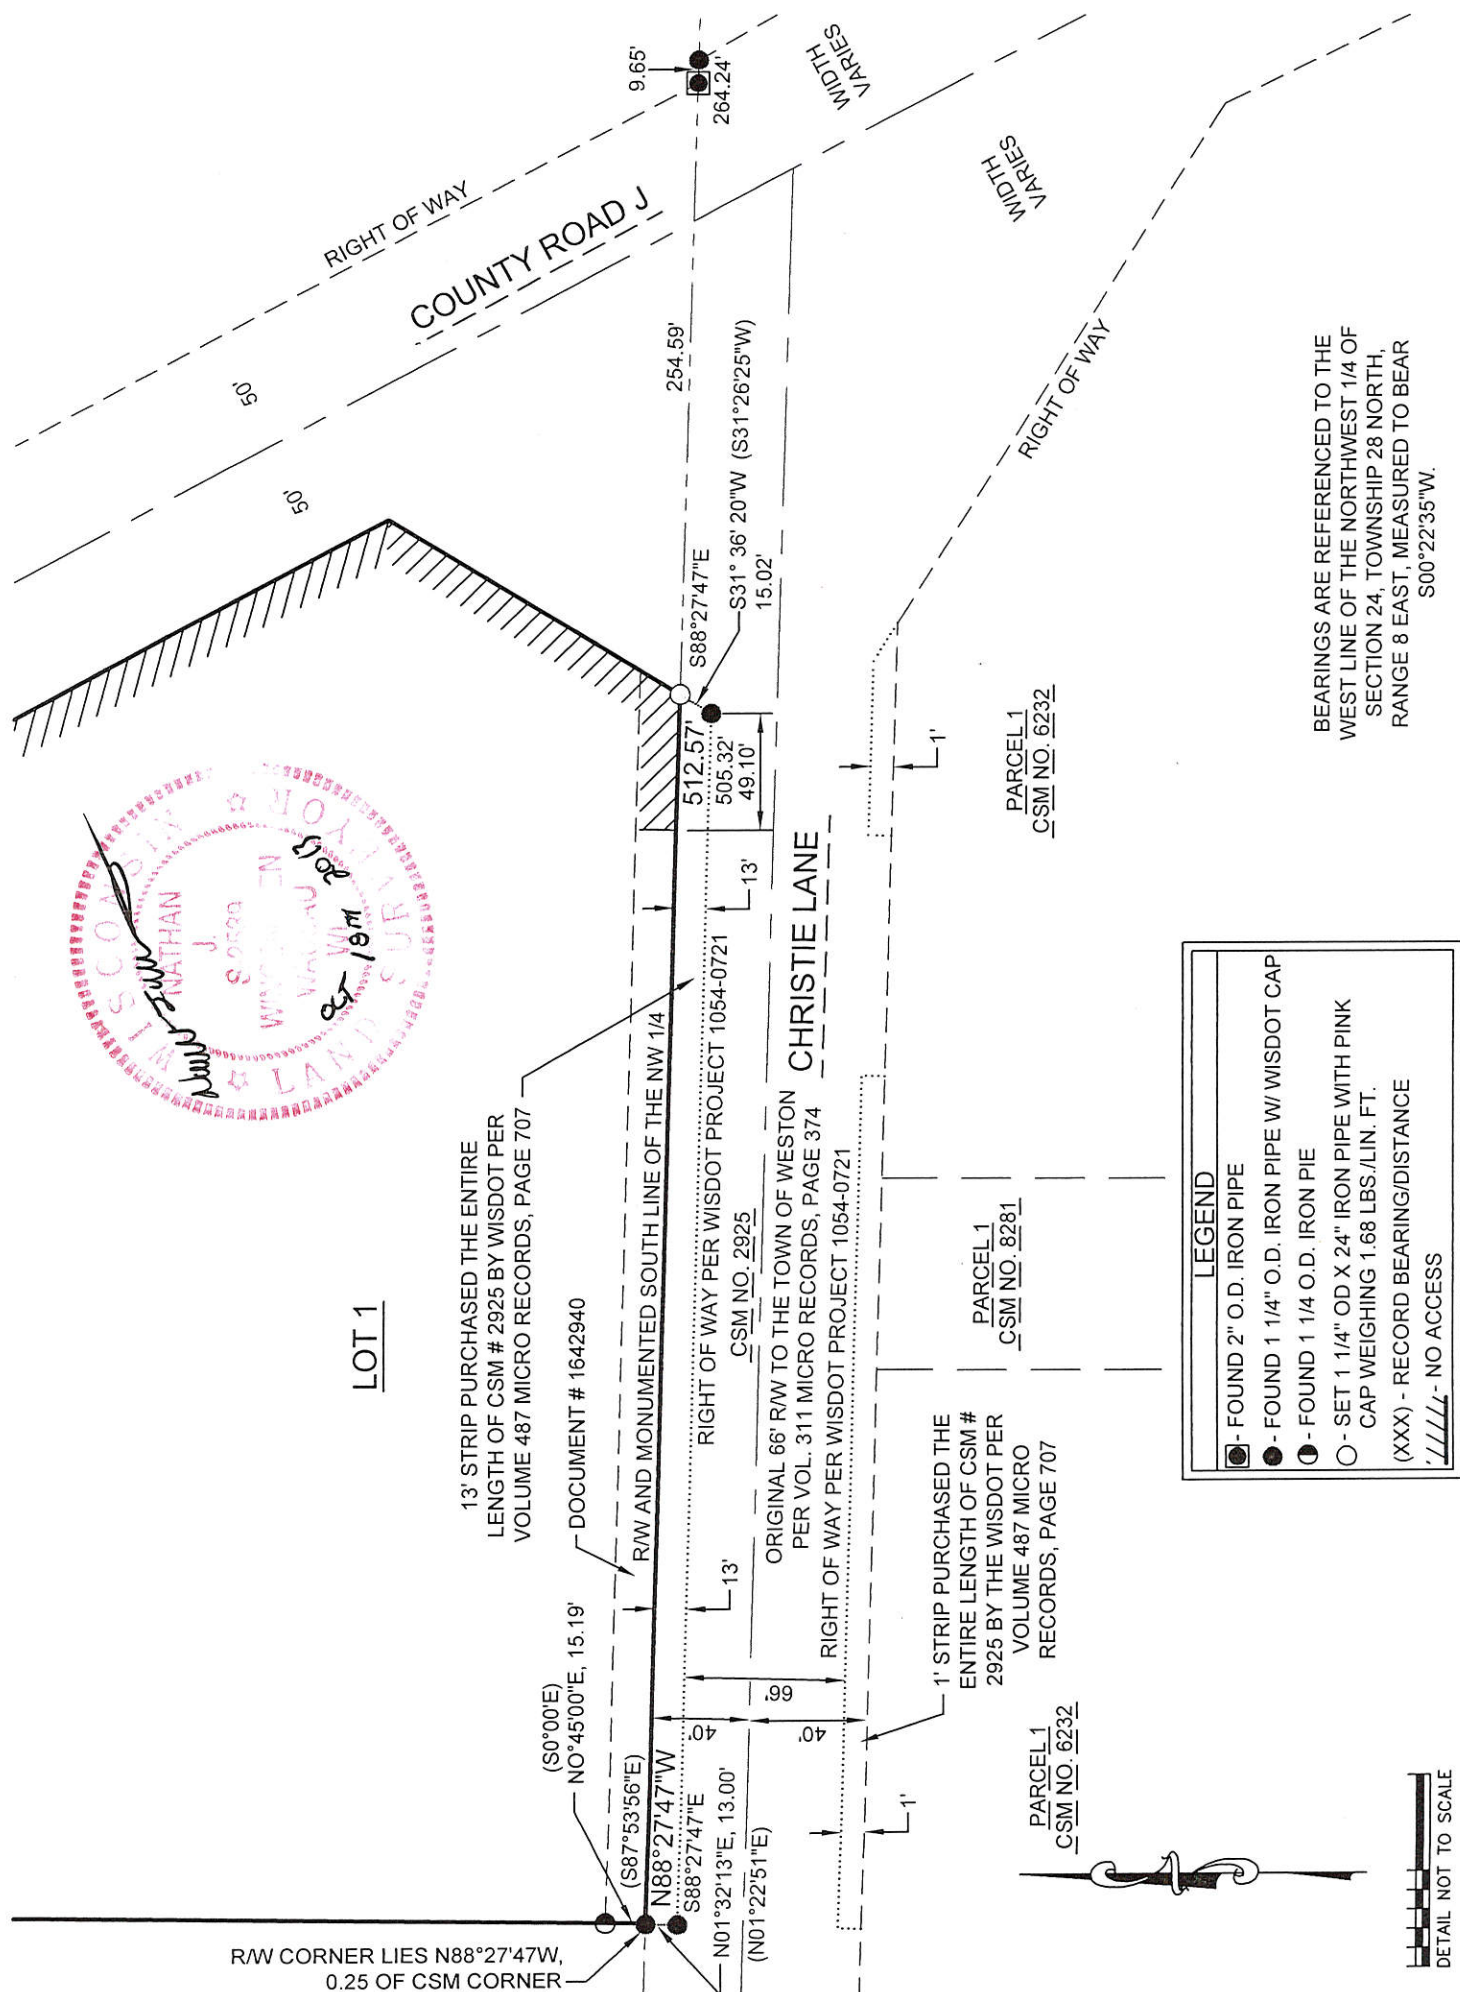 LOT 1
13' STRIP PURCHASED THE ENTIRE
LENGTH OF CSM # 2925 BY WISDOT PER
VOLUME 487 MICRO RECORDS, PAGE 707
DOCUMENT # 1642940
R/W AND MONUMENTED SOUTH LINE OF THE NW 1/4
RIGHT OF WAY PER WISDOT PROJECT 1054-0721
CSM NO. 2925
ORIGINAL 66' R/W TO THE TOWN OF WESTON
PER VOL. 311 MICRO RECORDS, PAGE 374
RIGHT OF WAY PER WISDOT PROJECT 1054-0721
CHRISTIE LANE
(S0°00'E)
NO°45'00"E, 15.19'
(S87°53'56"E)
N88°27'47"W
S88°27'47"E
N01°32'13"E, 13.00'
(N01°22'51"E)
R/W CORNER LIES N88°27'47W,
0.25 OF CSM CORNER
13'
13'
40'
40'
66'
1'
1'
1' STRIP PURCHASED THE
ENTIRE LENGTH OF CSM #
2925 BY THE WISDOT PER
VOLUME 487 MICRO
RECORDS, PAGE 707
PARCEL 1
CSM NO. 6232
PARCEL 1
CSM NO. 8281
PARCEL 1
CSM NO. 6232
512.57'
505.32'
49.10'
S88°27'47"E
254.59'
S31° 36' 20"W (S31°26'25"W)
15.02'
50'
50'
COUNTY ROAD J
RIGHT OF WAY
RIGHT OF WAY
9.65'
264.24'
WIDTH
VARIES
WIDTH
VARIES
WISCONSIN
LAND SURVEYOR
NATHAN
J.
WI
2013
BEARINGS ARE REFERENCED TO THE
WEST LINE OF THE NORTHWEST 1/4 OF
SECTION 24, TOWNSHIP 28 NORTH,
RANGE 8 EAST, MEASURED TO BEAR
S00°22'35"W.
LEGEND
- FOUND 2" O.D. IRON PIPE
- FOUND 1 1/4" O.D. IRON PIPE W/ WISDOT CAP
- FOUND 1 1/4 O.D. IRON PIE
- SET 1 1/4" OD X 24" IRON PIPE WITH PINK
CAP WEIGHING 1.68 LBS./LIN. FT.
(XXX) - RECORD BEARING/DISTANCE
- NO ACCESS
DETAIL NOT TO SCALE